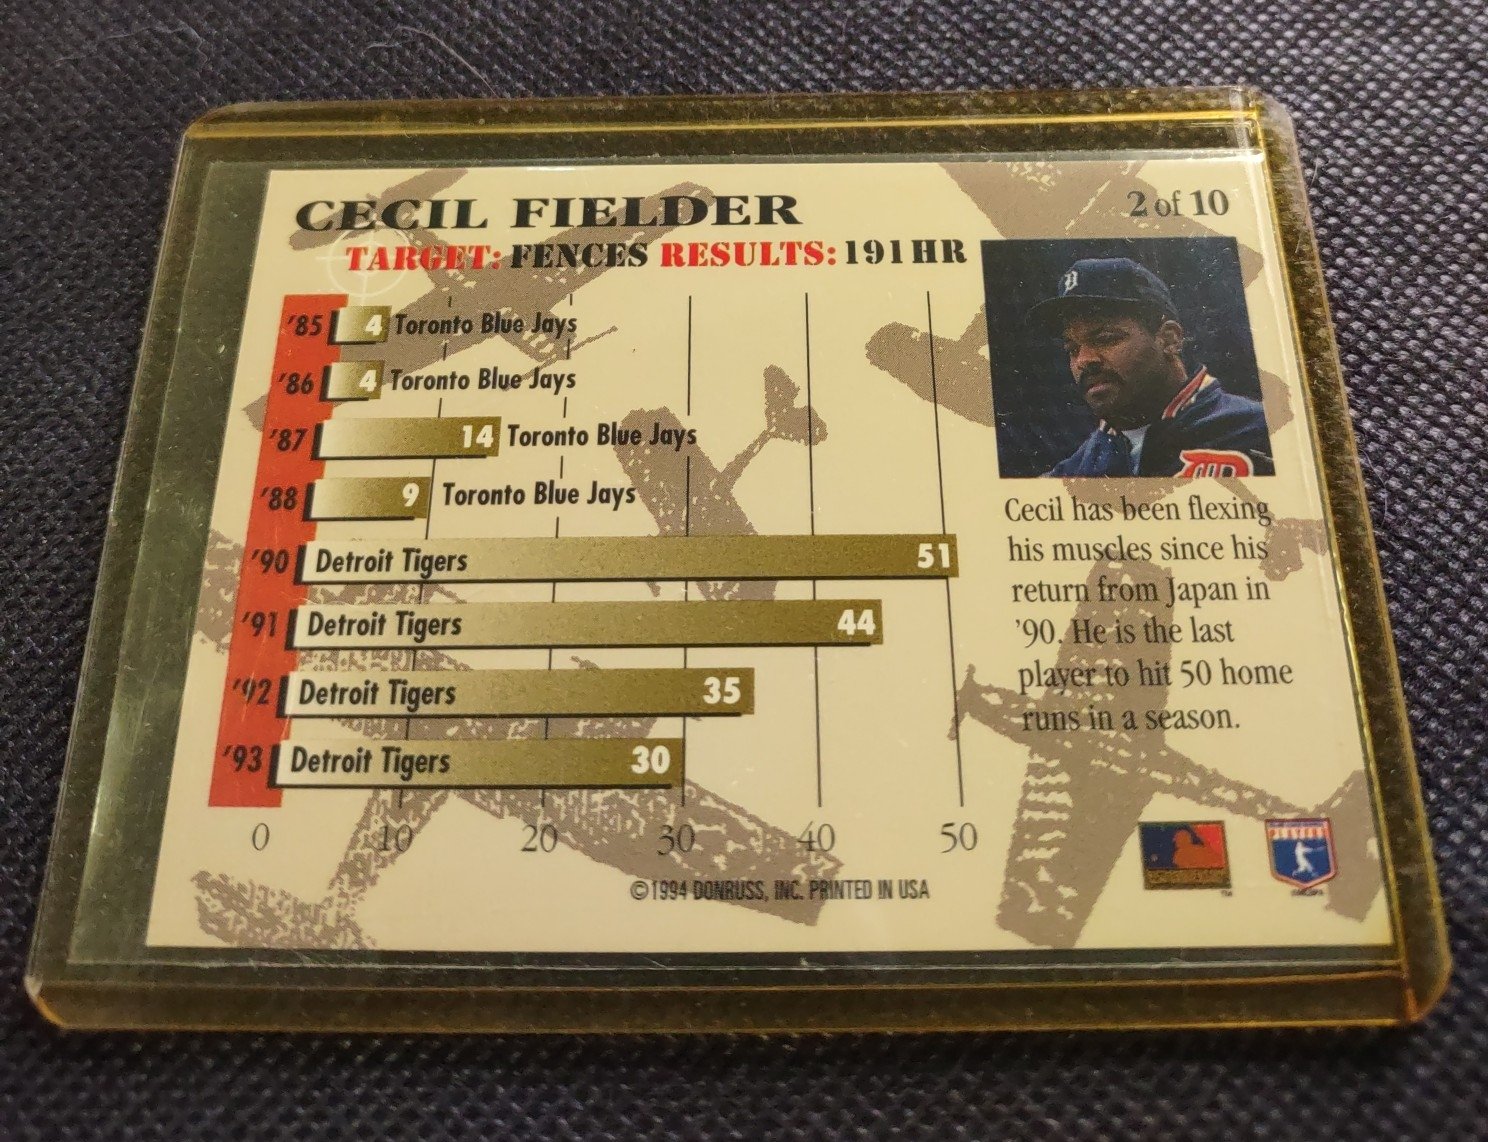 CECIL FIELDER
2 of 10
TARGET: FENCES RESULTS: 191 HR
'85 4 Toronto Blue Jays
'86 4 Toronto Blue Jays
'87 14 Toronto Blue Jays
'88 9 Toronto Blue Jays
'90 Detroit Tigers 51
'91 Detroit Tigers 44
'92 Detroit Tigers 35
'93 Detroit Tigers 30
0 10 20 30 40 50
Cecil has been flexing
his muscles since his
return from Japan in
'90. He is the last
player to hit 50 home
runs in a season.
©1994 DONRUSS, INC. PRINTED IN USA
PLAYERS